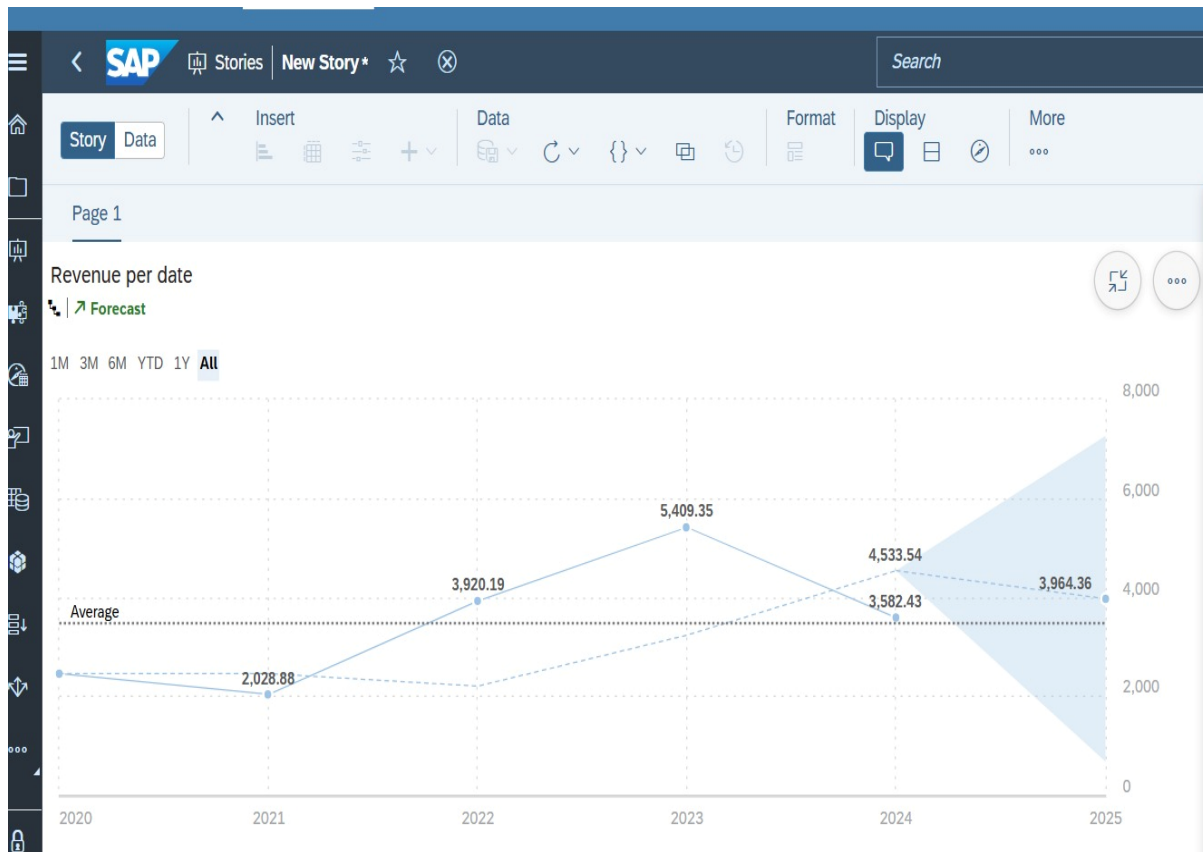 SAP Stories New Story * Search
Story Data
Insert Data Format Display More
Page 1
Revenue per date
Forecast
1M 3M 6M YTD 1Y All
8,000
6,000
5,409.35
4,533.54
3,920.19
3,964.36
4,000
3,582.43
Average
2,028.88
2,000
0
2020 2021 2022 2023 2024 2025